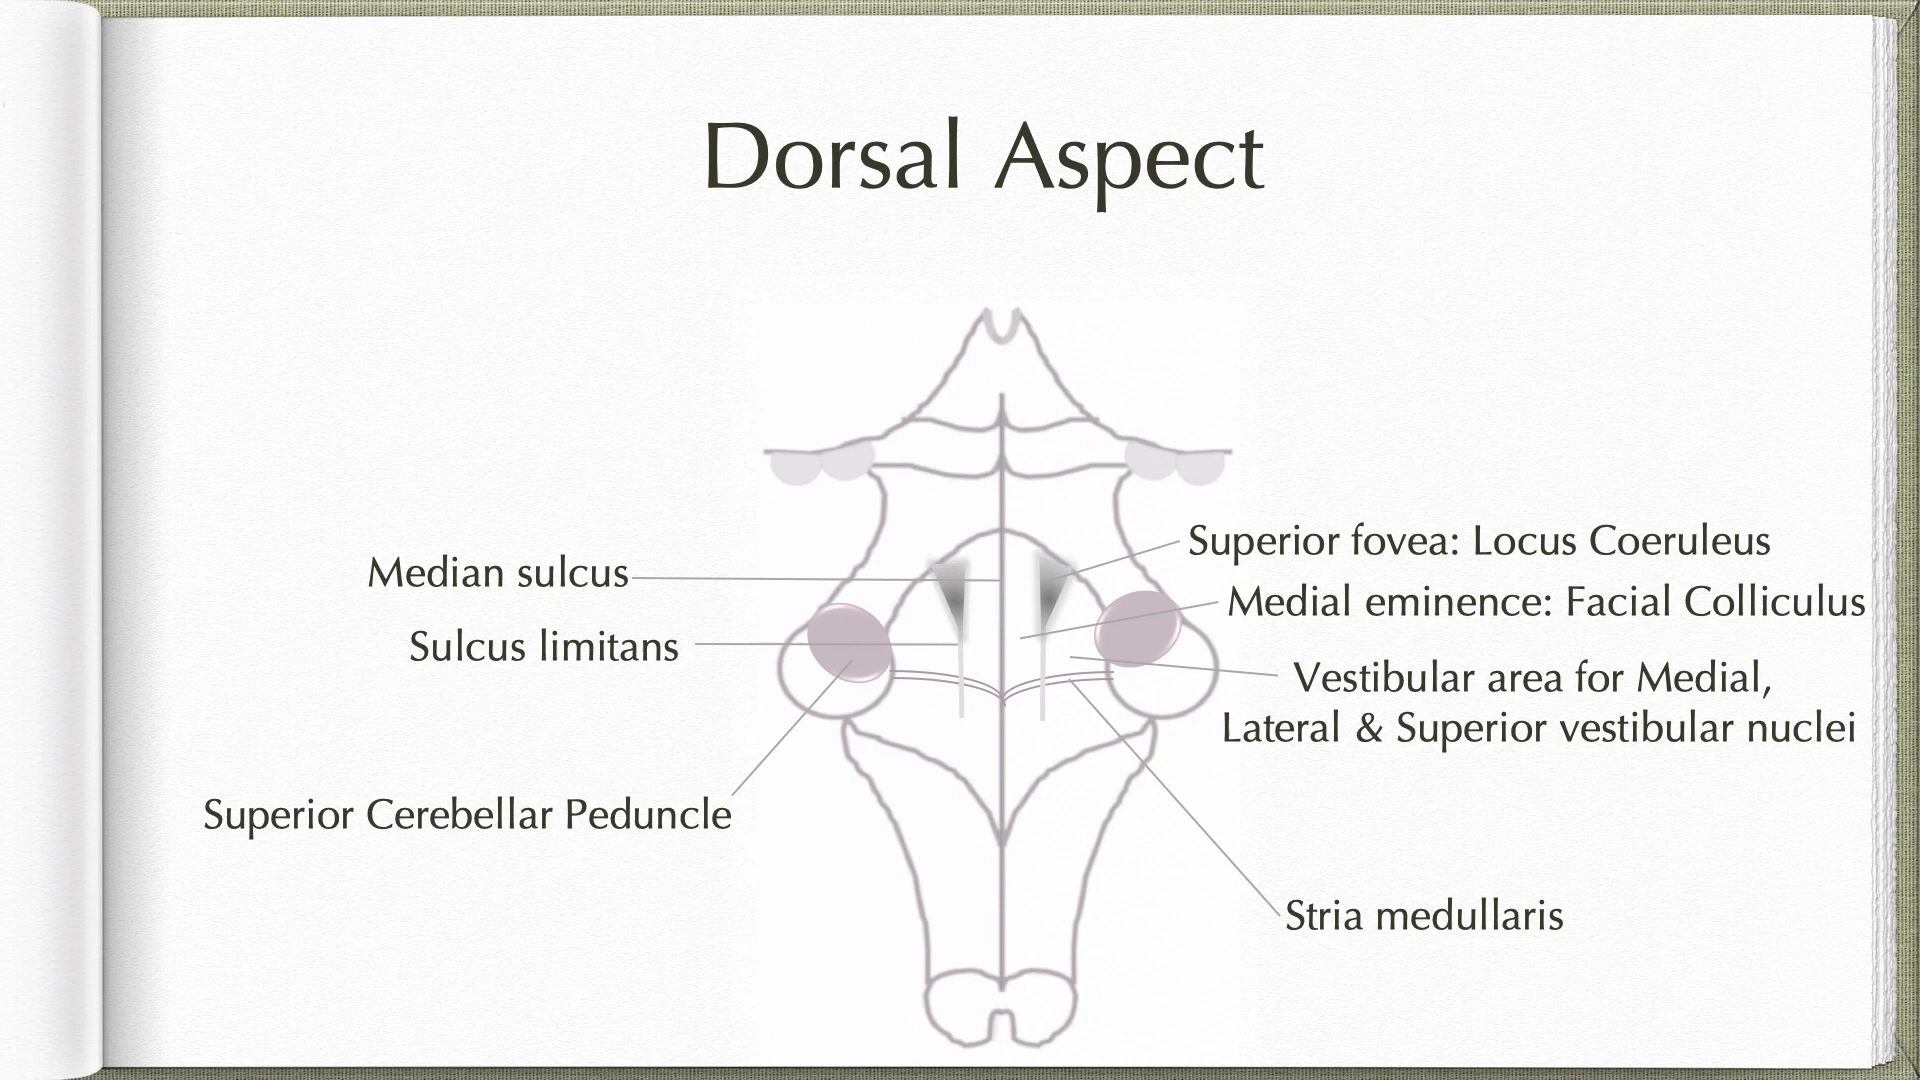 Dorsal Aspect
Median sulcus
Sulcus limitans
Superior Cerebellar Peduncle
Superior fovea: Locus Coeruleus
Medial eminence: Facial Colliculus
Vestibular area for Medial,
Lateral & Superior vestibular nuclei
Stria medullaris